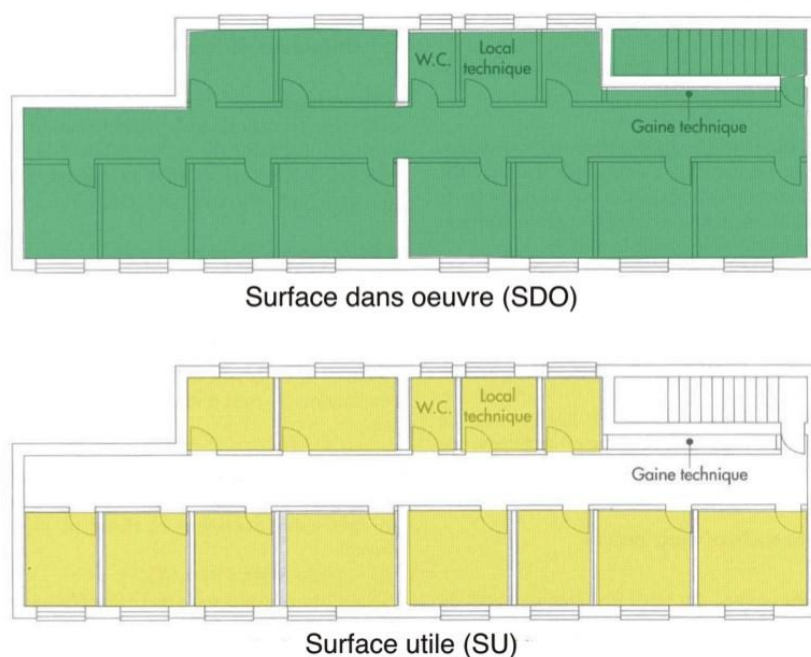 W.C.
Local
technique
Gaine technique
Surface dans oeuvre (SDO)
W.C.
Local
technique
Gaine technique
Surface utile (SU)